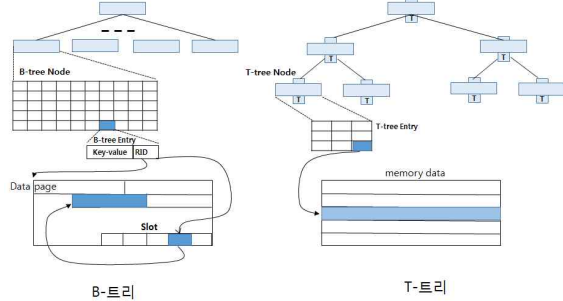 T
T
T
T
T
T
T
B-tree Node
B-tree Entry
Key-value RID
Data page
Slot
B-트리
T-tree Node
T-tree Entry
memory data
T-트리